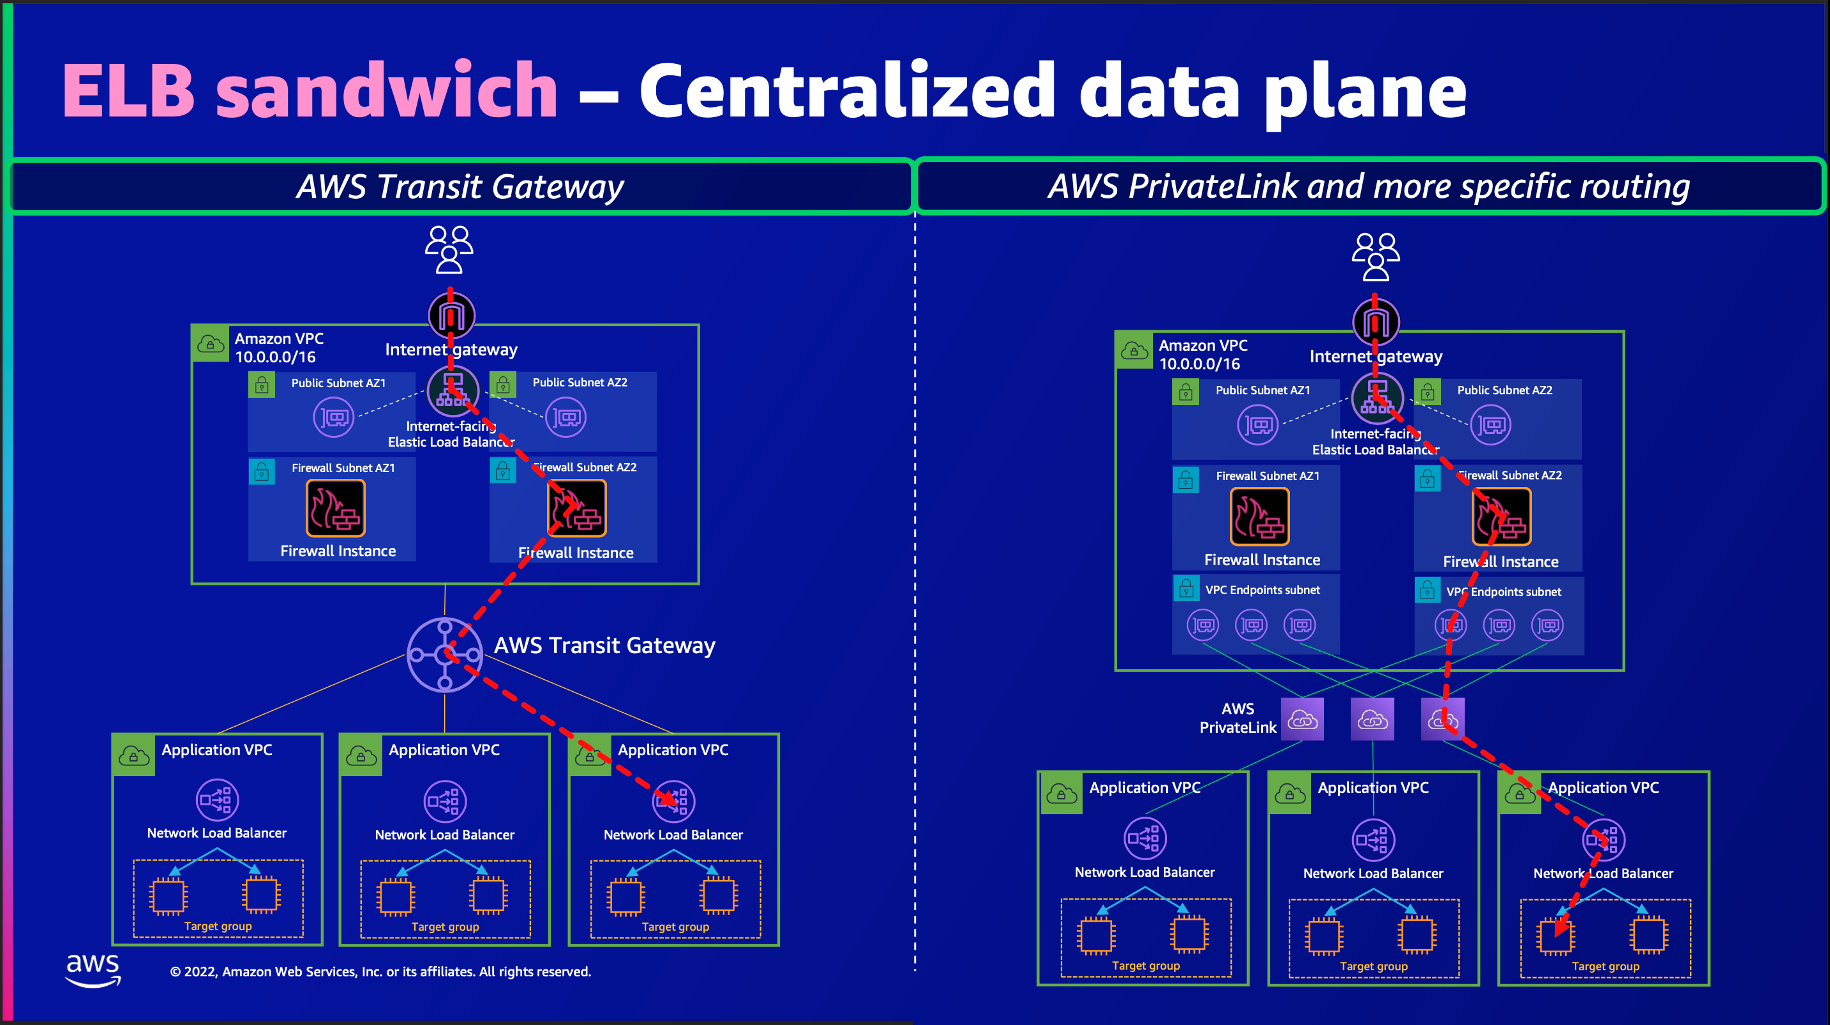 ELB sandwich – Centralized data plane
AWS Transit Gateway
Amazon VPC
10.0.0.0/16
Internet gateway
Public Subnet AZ1
Public Subnet AZ2
Internet-facing
Elastic Load Balancer
Firewall Subnet AZ1
Firewall Subnet AZ2
Firewall Instance
Firewall Instance
AWS Transit Gateway
Application VPC
Application VPC
Application VPC
Network Load Balancer
Network Load Balancer
Network Load Balancer
Target group
Target group
Target group
AWS PrivateLink and more specific routing
Amazon VPC
10.0.0.0/16
Internet gateway
Public Subnet AZ1
Public Subnet AZ2
Internet-facing
Elastic Load Balancer
Firewall Subnet AZ1
Firewall Subnet AZ2
Firewall Instance
Firewall Instance
VPC Endpoints subnet
VPC Endpoints subnet
AWS
PrivateLink
Application VPC
Application VPC
Application VPC
Network Load Balancer
Network Load Balancer
Network Load Balancer
Target group
Target group
Target group
aws
© 2022, Amazon Web Services, Inc. or its affiliates. All rights reserved.